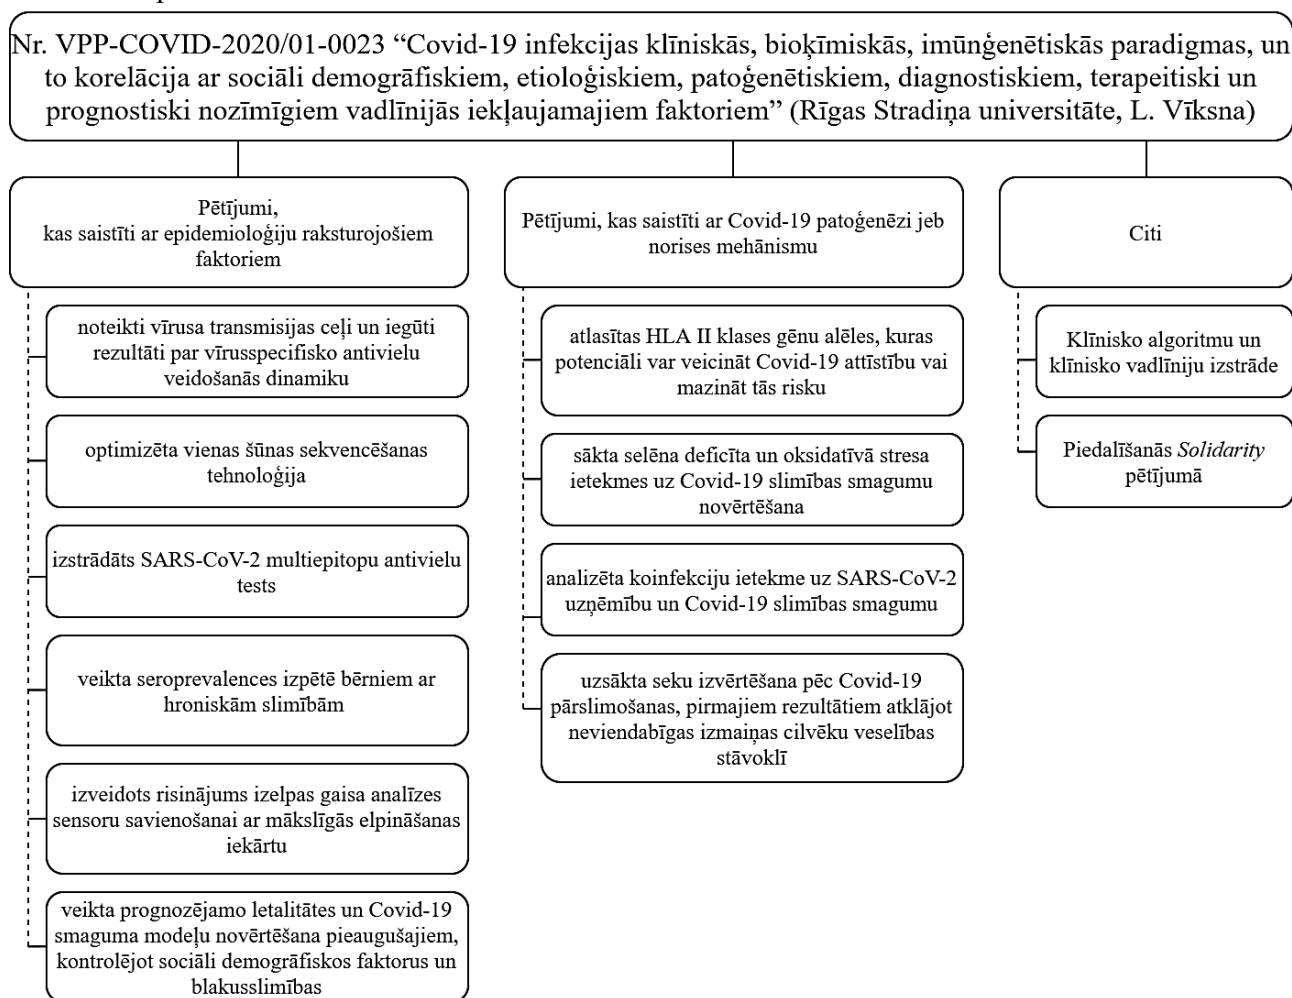 Nr. VPP-COVID-2020/01-0023 “Covid-19 infekcijas klīniskās, bioķīmiskās, imūnģenētiskās paradigmas, un
to korelācija ar sociāli demogrāfiskiem, etioloģiskiem, patoģenētiskiem, diagnostiskiem, terapeitiski un
prognostiski nozīmīgiem vadlīnijās iekļaujamajiem faktoriem” (Rīgas Stradiņa universitāte, L. Vīksna)
Pētījumi,
kas saistīti ar epidemioloģiju raksturojošiem
faktoriem
noteikti vīrusa transmisijas ceļi un iegūti
rezultāti par vīrusspecifisko antivielu
veidošanās dinamiku
optimizēta vienas šūnas sekvencēšanas
tehnoloģija
izstrādāts SARS-CoV-2 multiepitopu antivielu
tests
veikta seroprevalences izpētē bērniem ar
hroniskām slimībām
izveidots risinājums izelpas gaisa analīzes
sensoru savienošanai ar mākslīgās elpināšanas
iekārtu
veikta prognozējamo letalitātes un Covid-19
smaguma modeļu novērtēšana pieaugušajiem,
kontrolējot sociāli demogrāfiskos faktorus un
blakusslimības
Pētījumi, kas saistīti ar Covid-19 patoģenēzi jeb
norises mehānismu
atlasītas HLA II klases gēnu alēles, kuras
potenciāli var veicināt Covid-19 attīstību vai
mazināt tās risku
sākta selēna deficīta un oksidatīvā stresa
ietekmes uz Covid-19 slimības smagumu
novērtēšana
analizēta koinfekciju ietekme uz SARS-CoV-2
uzņēmību un Covid-19 slimības smagumu
uzsākta seku izvērtēšana pēc Covid-19
pārslimošanas, pirmajiem rezultātiem atklājot
neviendabīgas izmaiņas cilvēku veselības
stāvoklī
Citi
Klīnisko algoritmu un
klīnisko vadlīniju izstrāde
Piedalīšanās Solidarity
pētījumā